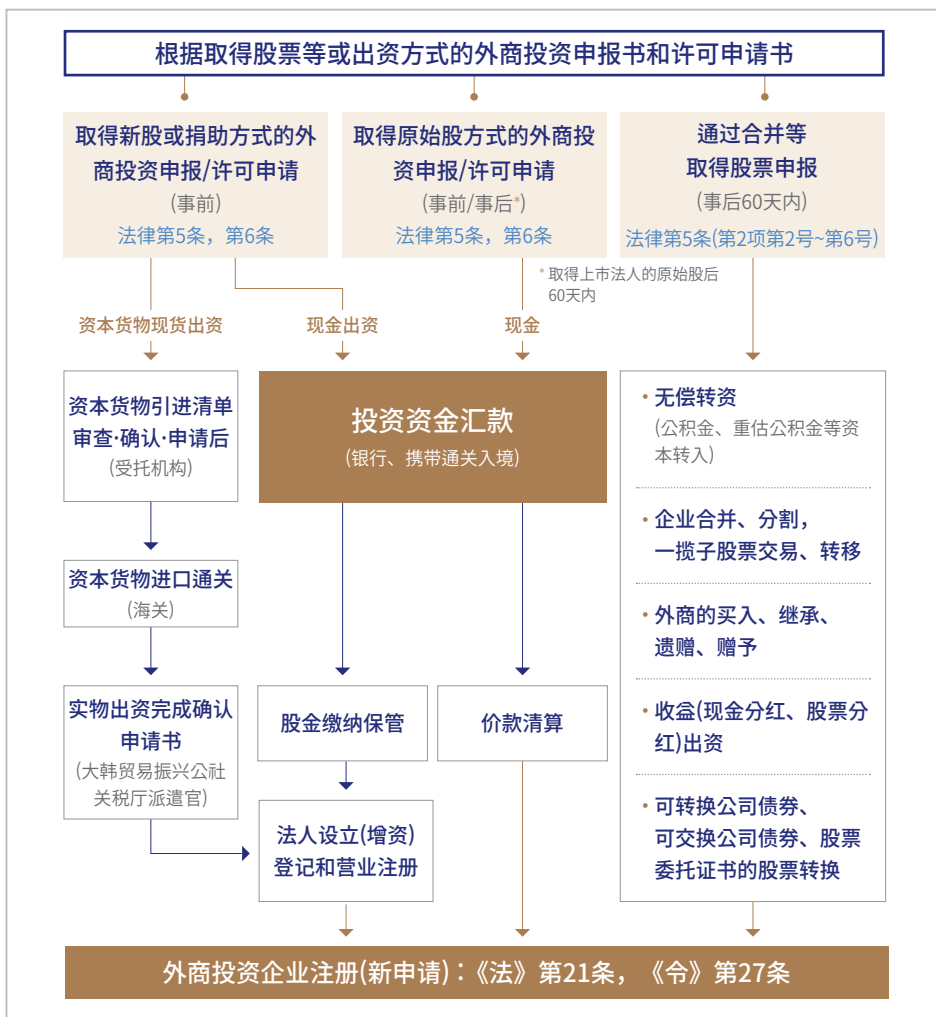 根据取得股票等或出资方式的外商投资申报书和许可申请书
取得新股或捐助方式的外
商投资申报/许可申请
(事前)
法律第5条，第6条
取得原始股方式的外商投
资申报/许可申请
(事前/事后*)
法律第5条，第6条
通过合并等
取得股票申报
(事后60天内)
法律第5条(第2项第2号~第6号)
* 取得上市法人的原始股后
60天内
资本货物现货出资
现金出资
现金
资本货物引进清单
审查·确认·申请后
(受托机构)
资本货物进口通关
(海关)
实物出资完成确认
申请书
(大韩贸易振兴公社
关税厅派遣官)
投资资金汇款
(银行、携带通关入境)
股金缴纳保管
价款清算
法人设立(增资)
登记和营业注册
• 无偿转资
(公积金、重估公积金等资
本转入)
• 企业合并、分割，
一揽子股票交易、转移
• 外商的买入、继承、
遗赠、赠予
• 收益(现金分红、股票分
红)出资
• 可转换公司债券、
可交换公司债券、股票
委托证书的股票转换
外商投资企业注册(新申请)：《法》第21条，《令》第27条